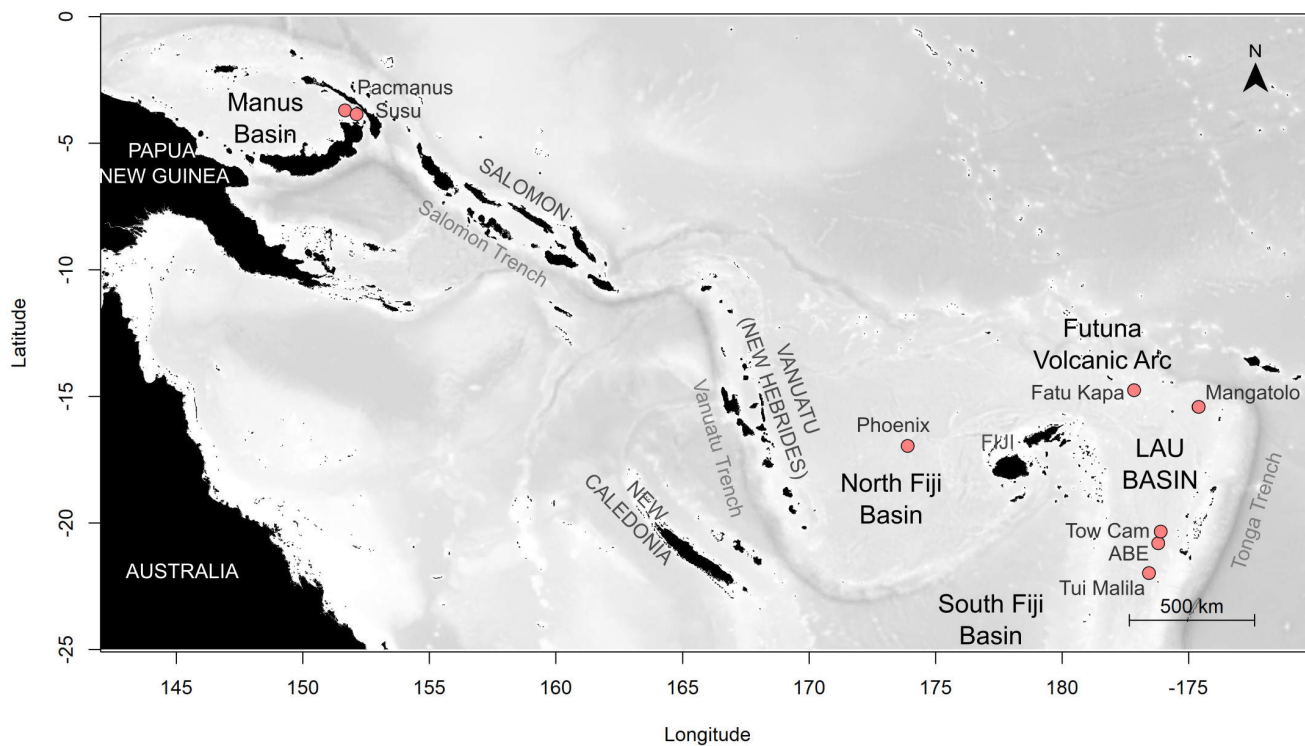 0
-5
-10
-15
-20
-25
Latitude
145
150
155
160
165
170
175
180
-175
Longitude
N
Manus
Basin
Pacmanus
Susu
PAPUA
NEW GUINEA
SALOMON
Salomon Trench
VANUATU
(NEW HEBRIDES)
Vanuatu Trench
NEW
CALEDONIA
AUSTRALIA
Phoenix
North Fiji
Basin
FIJI
Futuna
Volcanic Arc
Fatu Kapa
Mangatolo
LAU
BASIN
Tow Cam
ABE
Tui Malila
Tonga Trench
South Fiji
Basin
500 km